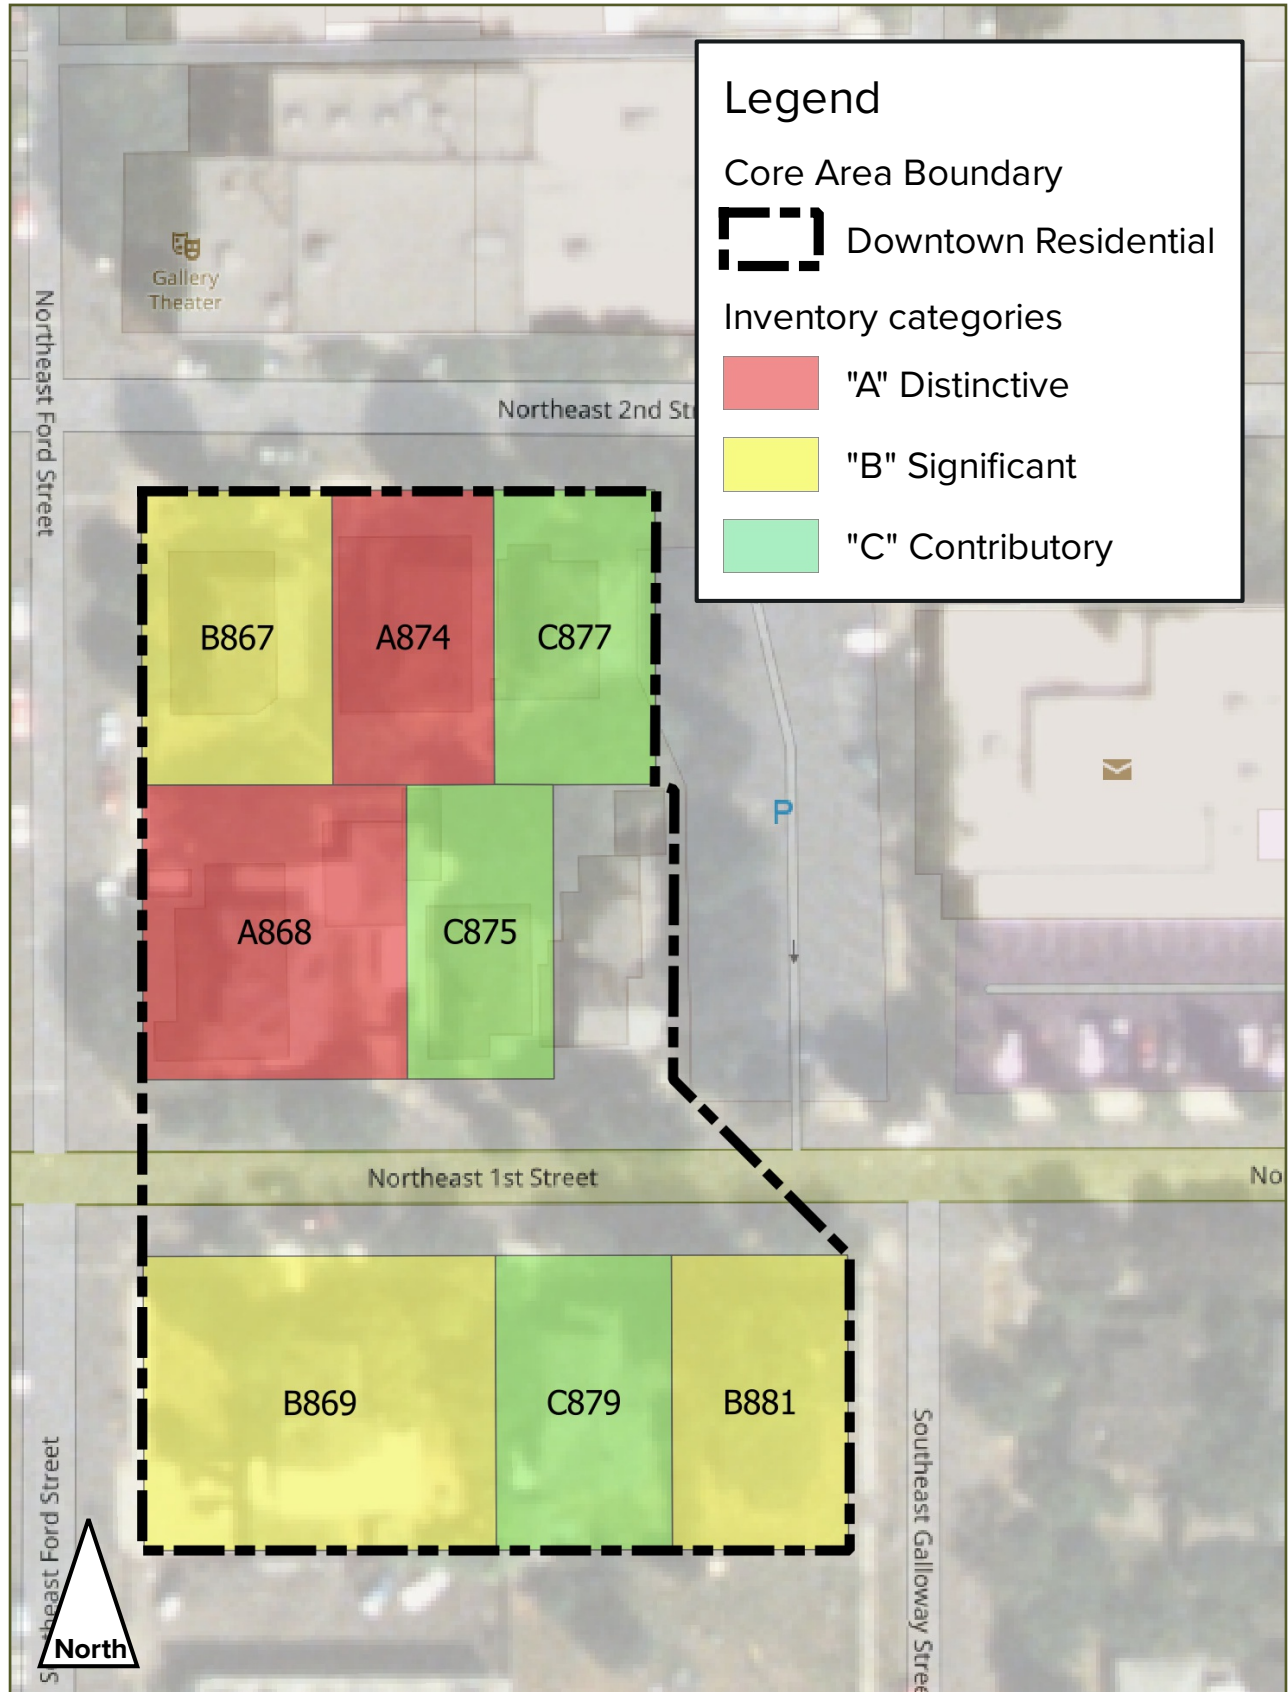 Legend
Core Area Boundary
Downtown Residential
Inventory categories
"A" Distinctive
"B" Significant
"C" Contributory
Gallery
Theater
Northeast Ford Street
Northeast 2nd Str
B867
A874
C877
P
A868
C875
Northeast 1st Street
No
B869
C879
B881
Southeast Ford Street
Southeast Galloway Stree
North